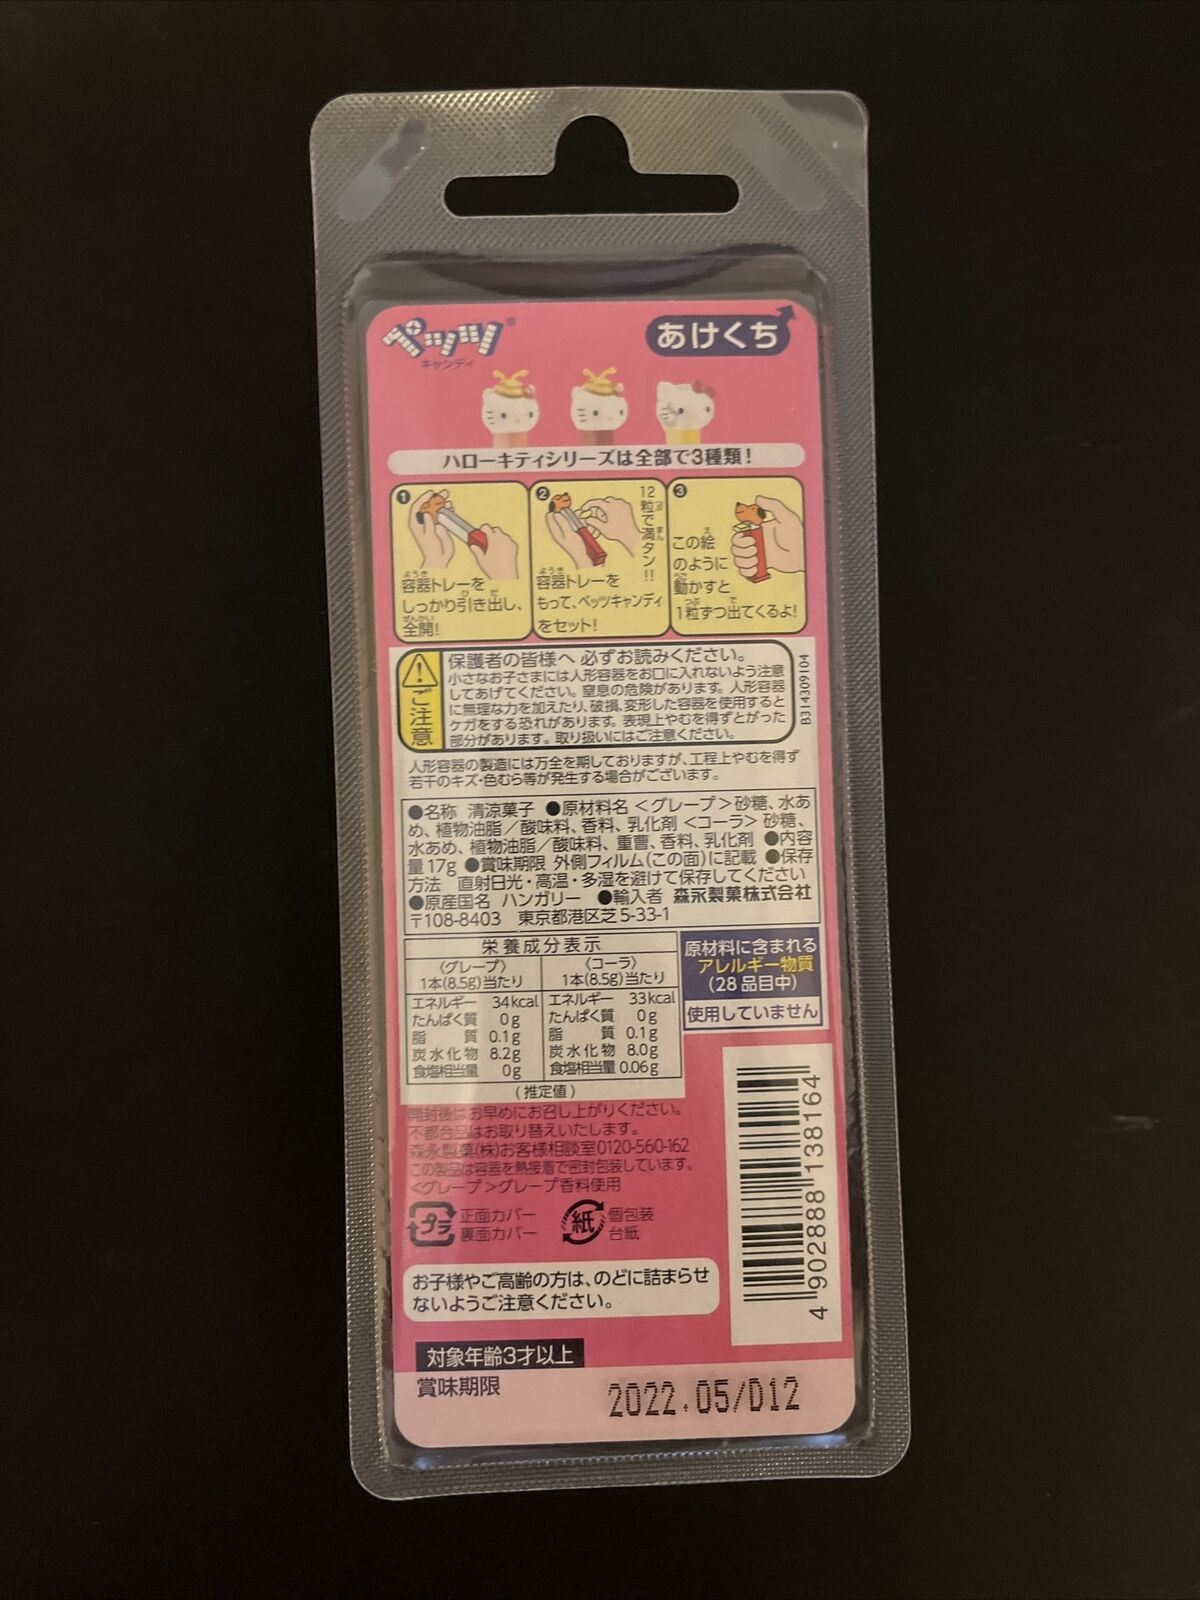 ペッツ®
キャンディ
あけくち
ハローキティシリーズは全部で3種類!
1
容器トレーを
しっかり引き出し、
全開!
2
12粒で満タン!!
容器トレーを
もって、ペッツキャンディ
をセット!
3
この絵
のように
動かすと
1粒ずつ出てくるよ!
ご注意
保護者の皆様へ 必ずお読みください。
小さなお子さまには人形容器をお口に入れないよう注意
してあげてください。窒息の危険があります。人形容器
に無理な力を加えたり、破損、変形した容器を使用すると
ケガをする恐れがあります。表現上やむを得ずとがった
部分があります。取り扱いにはご注意ください。
B314309104
人形容器の製造には万全を期しておりますが、工程上やむを得ず
若干のキズ・色むら等が発生する場合がございます。
●名称 清涼菓子 ●原材料名 <グレープ>砂糖、水あ
め、植物油脂/酸味料、香料、乳化剤 <コーラ> 砂糖、
水あめ、植物油脂/酸味料、重曹、香料、乳化剤 ●内容
量 17g ●賞味期限 外側フィルム(この面)に記載 ●保存
方法 直射日光・高温・多湿を避けて保存してください
●原産国名 ハンガリー ●輸入者 森永製菓株式会社
〒108-8403 東京都港区芝5-33-1
栄養成分表示
〈グレープ〉 〈コーラ〉
1本(8.5g)当たり 1本(8.5g)当たり
エネルギー 34kcal エネルギー 33kcal
たんぱく質 0g たんぱく質 0g
脂質 0.1g 脂質 0.1g
炭水化物 8.2g 炭水化物 8.0g
食塩相当量 0g 食塩相当量 0.06g
(推定値)
原材料に含まれる
アレルギー物質
(28品目中)
使用していません
開封後はお早めにお召し上がりください。
不都合品はお取り替えいたします。
森永製菓(株)お客様相談室0120-560-162
この製品は容器を熱接着で密封包装しています。
<グレープ>グレープ香料使用
プラ 正面カバー
裏面カバー
紙 個包装
台紙
4 902888 138164
お子様やご高齢の方は、のどに詰まらせ
ないようご注意ください。
対象年齢3才以上
賞味期限 2022.05/D12